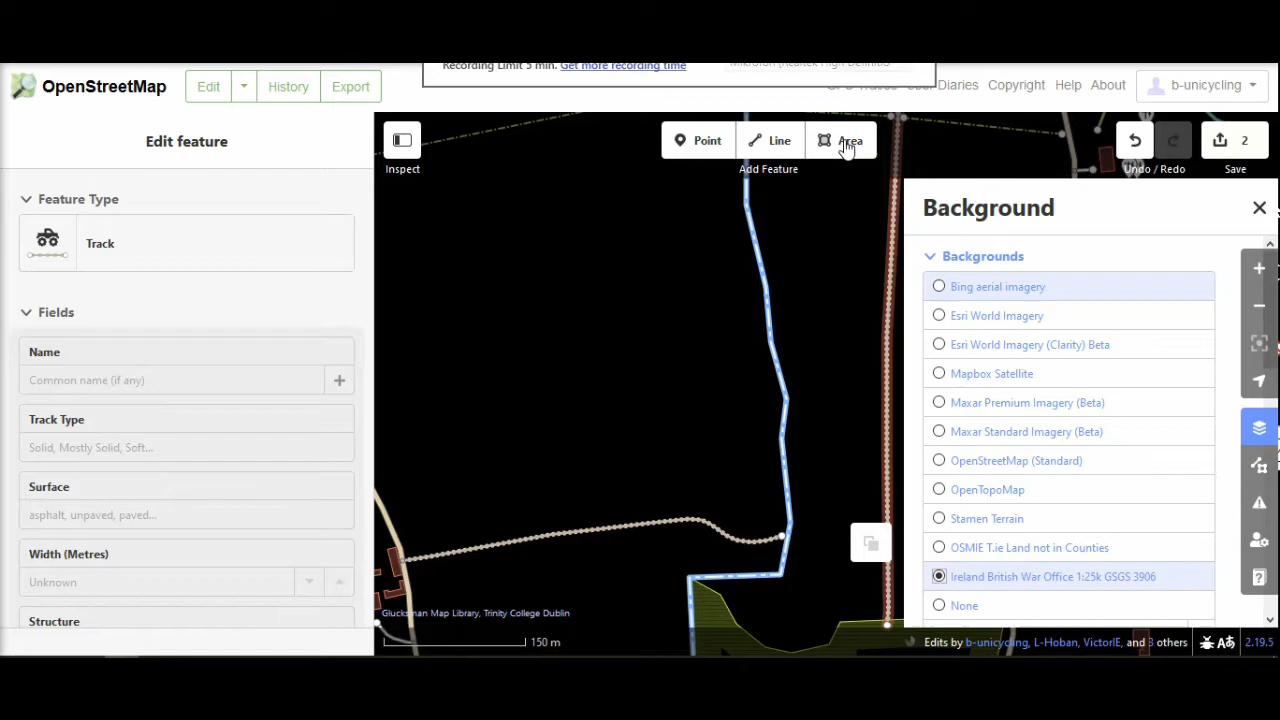 Recording Limit 5 min. Get more recording time
OpenStreetMap
Edit
History
Export
Diaries
Copyright
Help
About
b-unicycling
Edit feature
Feature Type
Track
Fields
Name
Common name (if any)
Track Type
Solid, Mostly Solid, Soft...
Surface
asphalt, unpaved, paved...
Width (Metres)
Unknown
Structure
Inspect
Point
Line
Area
Add Feature
Undo / Redo
2
Save
Background
Backgrounds
Bing aerial imagery
Esri World Imagery
Esri World Imagery (Clarity) Beta
Mapbox Satellite
Maxar Premium Imagery (Beta)
Maxar Standard Imagery (Beta)
OpenStreetMap (Standard)
OpenTopoMap
Stamen Terrain
OSMIE T.ie Land not in Counties
Ireland British War Office 1:25k GSGS 3906
None
Glucksman Map Library, Trinity College Dublin
150 m
Edits by b-unicycling, L-Hoban, VictorIE, and 3 others
2.19.5